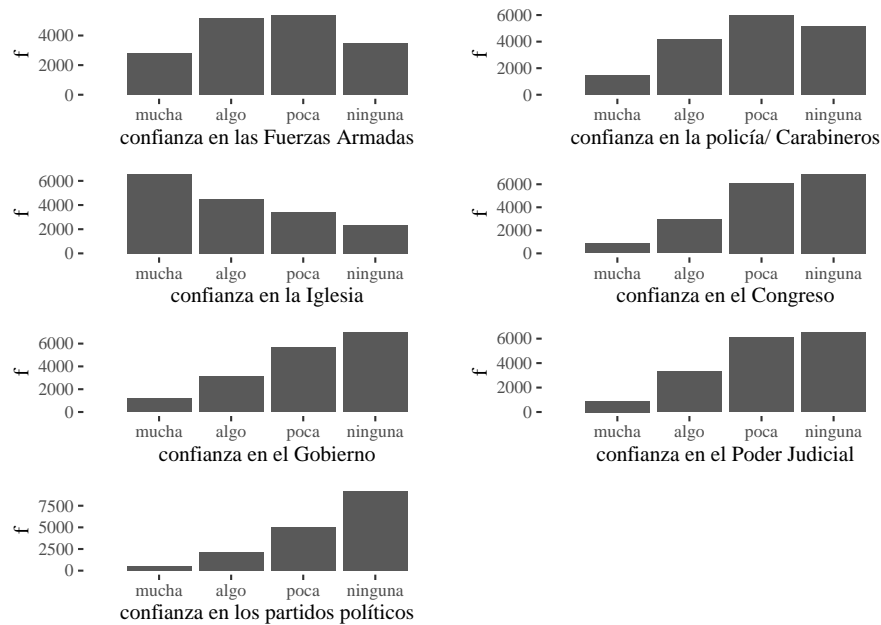 f
4000
2000
0
mucha algo poca ninguna
confianza en las Fuerzas Armadas
f
6000
4000
2000
0
mucha algo poca ninguna
confianza en la policía/ Carabineros
f
6000
4000
2000
0
mucha algo poca ninguna
confianza en la Iglesia
f
6000
4000
2000
0
mucha algo poca ninguna
confianza en el Congreso
f
6000
4000
2000
0
mucha algo poca ninguna
confianza en el Gobierno
f
6000
4000
2000
0
mucha algo poca ninguna
confianza en el Poder Judicial
f
7500
5000
2500
0
mucha algo poca ninguna
confianza en los partidos políticos